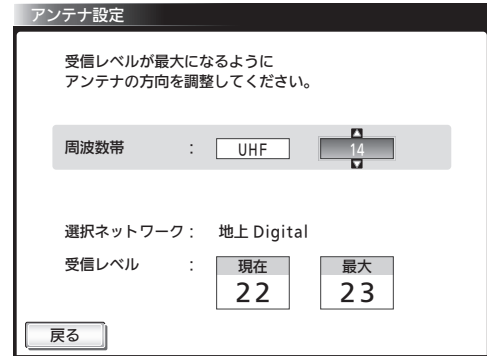 アンテナ設定
受信レベルが最大になるように
アンテナの方向を調整してください。
周波数帯 : UHF 14
選択ネットワーク : 地上 Digital
受信レベル : 現在 最大
22 23
戻る